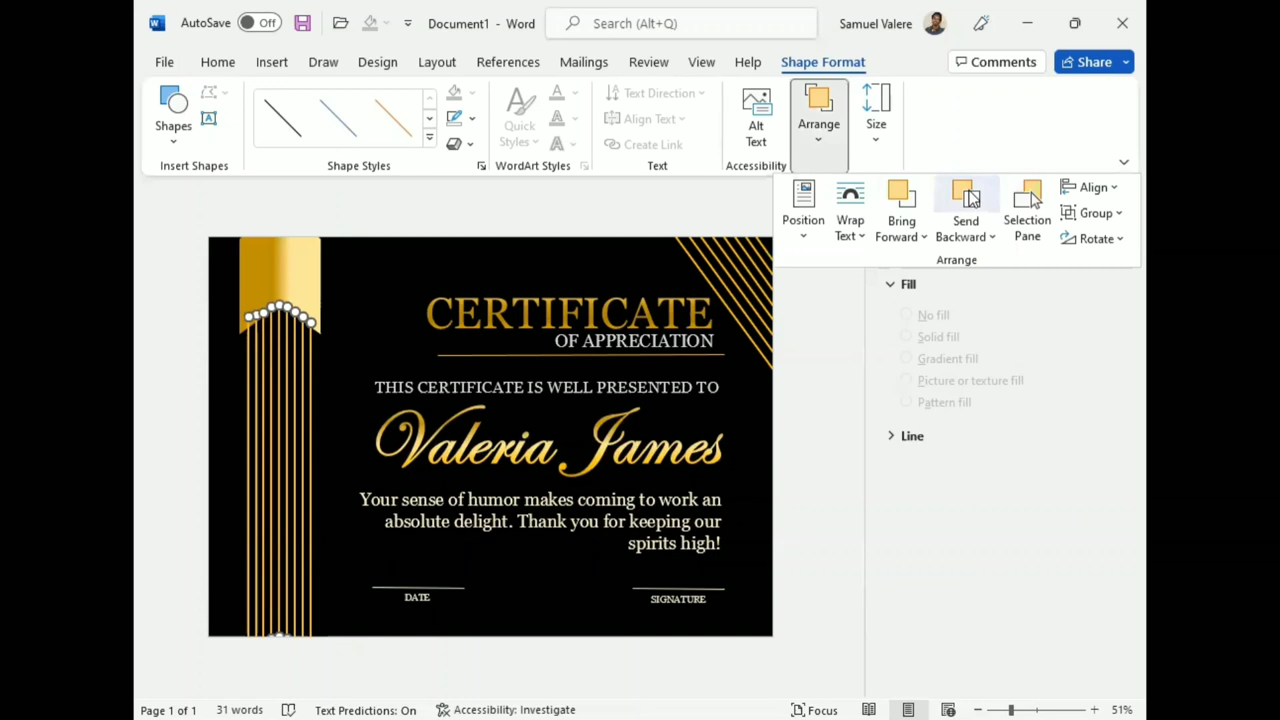 AutoSave Off Document1 - Word Search (Alt+Q) Samuel Valere
File Home Insert Draw Design Layout References Mailings Review View Help Shape Format Comments Share
Shapes
Insert Shapes
Shape Styles
Quick
Styles
WordArt Styles
Text Direction
Align Text
Create Link
Text
Alt
Text
Accessibility
Arrange
Size
Position
Wrap
Text
Bring
Forward
Send
Backward
Selection
Pane
Align
Group
Rotate
Arrange
Fill
No fill
Solid fill
Gradient fill
Picture or texture fill
Pattern fill
Line
CERTIFICATE
OF APPRECIATION
THIS CERTIFICATE IS WELL PRESENTED TO
Valeria James
Your sense of humor makes coming to work an
absolute delight. Thank you for keeping our
spirits high!
DATE SIGNATURE
Page 1 of 1 31 words Text Predictions: On Accessibility: Investigate Focus 51%